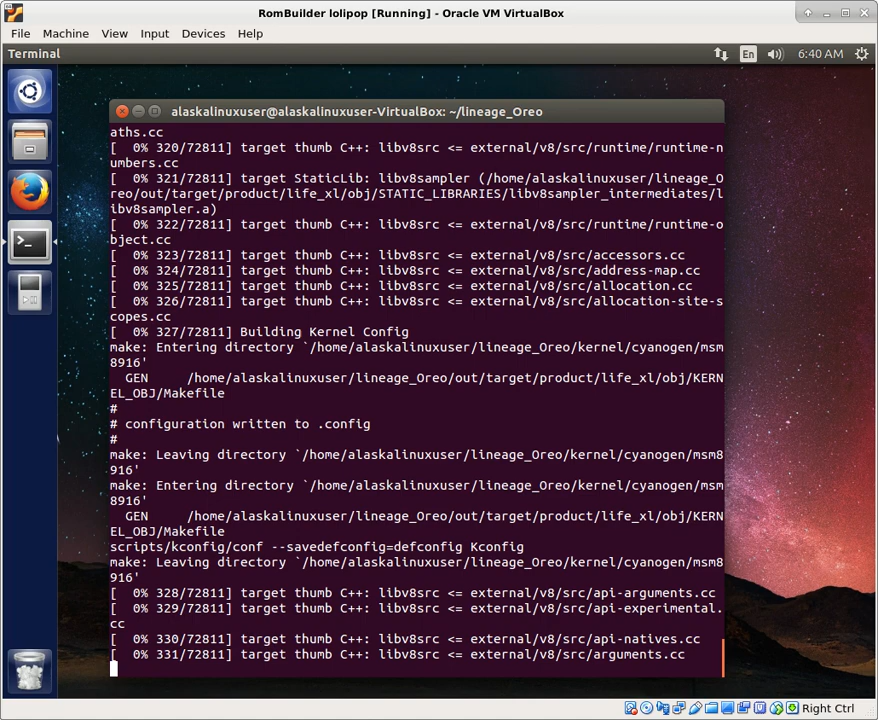 RomBuilder lolipop [Running] - Oracle VM VirtualBox
File Machine View Input Devices Help
Terminal En 6:40 AM
alaskalinuxuser@alaskalinuxuser-VirtualBox: ~/lineage_Oreo
aths.cc
[  0% 320/72811] target thumb C++: libv8src <= external/v8/src/runtime/runtime-n
umbers.cc
[  0% 321/72811] target StaticLib: libv8sampler (/home/alaskalinuxuser/lineage_O
reo/out/target/product/life_xl/obj/STATIC_LIBRARIES/libv8sampler_intermediates/l
ibv8sampler.a)
[  0% 322/72811] target thumb C++: libv8src <= external/v8/src/runtime/runtime-o
bject.cc
[  0% 323/72811] target thumb C++: libv8src <= external/v8/src/accessors.cc
[  0% 324/72811] target thumb C++: libv8src <= external/v8/src/address-map.cc
[  0% 325/72811] target thumb C++: libv8src <= external/v8/src/allocation.cc
[  0% 326/72811] target thumb C++: libv8src <= external/v8/src/allocation-site-s
copes.cc
[  0% 327/72811] Building Kernel Config
make: Entering directory `/home/alaskalinuxuser/lineage_Oreo/kernel/cyanogen/msm
8916'
  GEN     /home/alaskalinuxuser/lineage_Oreo/out/target/product/life_xl/obj/KERN
EL_OBJ/Makefile
#
# configuration written to .config
#
make: Leaving directory `/home/alaskalinuxuser/lineage_Oreo/kernel/cyanogen/msm8
916'
make: Entering directory `/home/alaskalinuxuser/lineage_Oreo/kernel/cyanogen/msm
8916'
  GEN     /home/alaskalinuxuser/lineage_Oreo/out/target/product/life_xl/obj/KERN
EL_OBJ/Makefile
scripts/kconfig/conf --savedefconfig=defconfig Kconfig
make: Leaving directory `/home/alaskalinuxuser/lineage_Oreo/kernel/cyanogen/msm8
916'
[  0% 328/72811] target thumb C++: libv8src <= external/v8/src/api-arguments.cc
[  0% 329/72811] target thumb C++: libv8src <= external/v8/src/api-experimental.
cc
[  0% 330/72811] target thumb C++: libv8src <= external/v8/src/api-natives.cc
[  0% 331/72811] target thumb C++: libv8src <= external/v8/src/arguments.cc
Right Ctrl